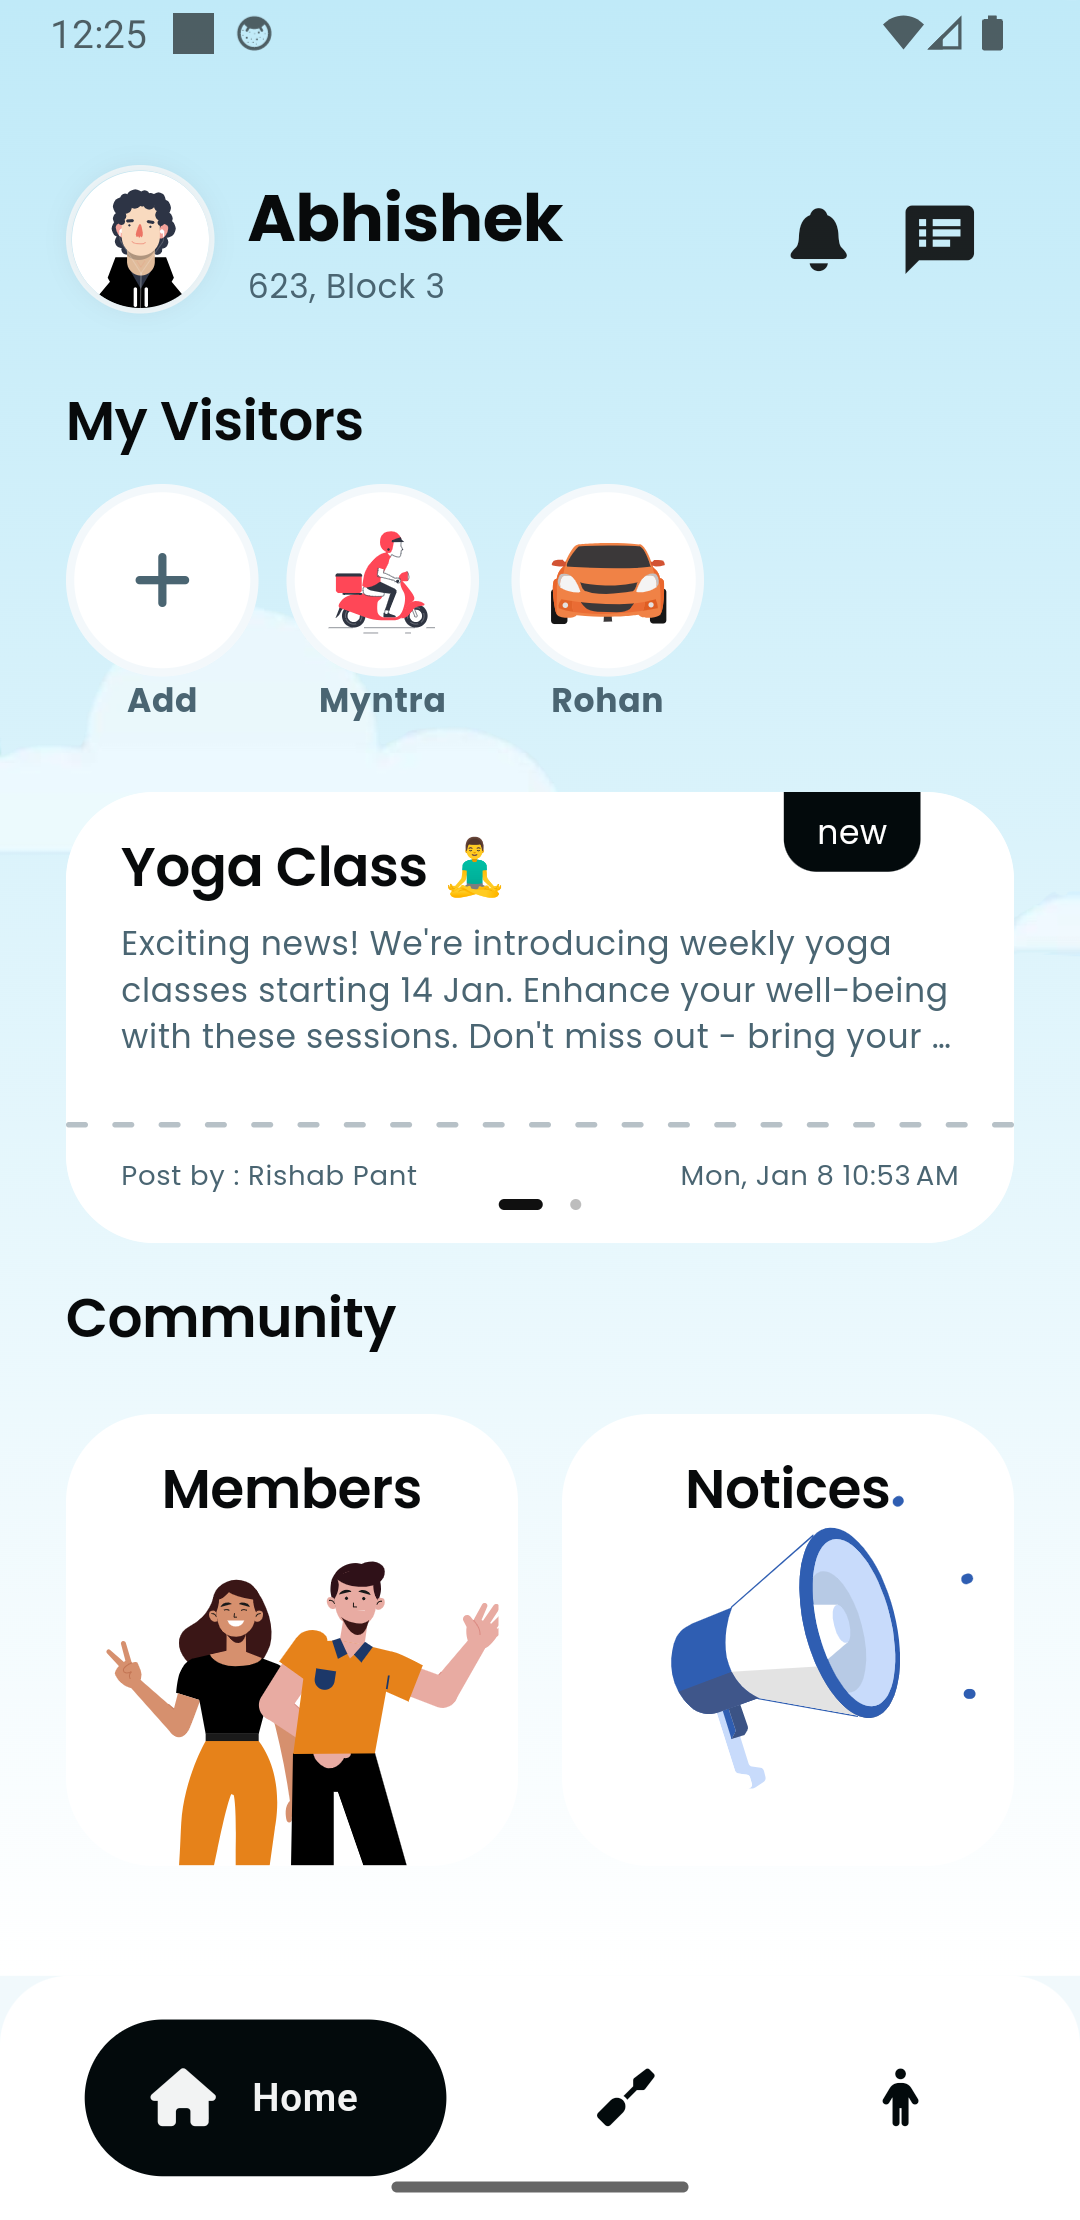 12:25
Abhishek
623, Block 3
My Visitors
Add
Myntra
Rohan
new
Yoga Class 🧘‍♂️
Exciting news! We're introducing weekly yoga
classes starting 14 Jan. Enhance your well-being
with these sessions. Don't miss out - bring your ...
Post by : Rishab Pant
Mon, Jan 8 10:53 AM
Community
Members
Notices
Home